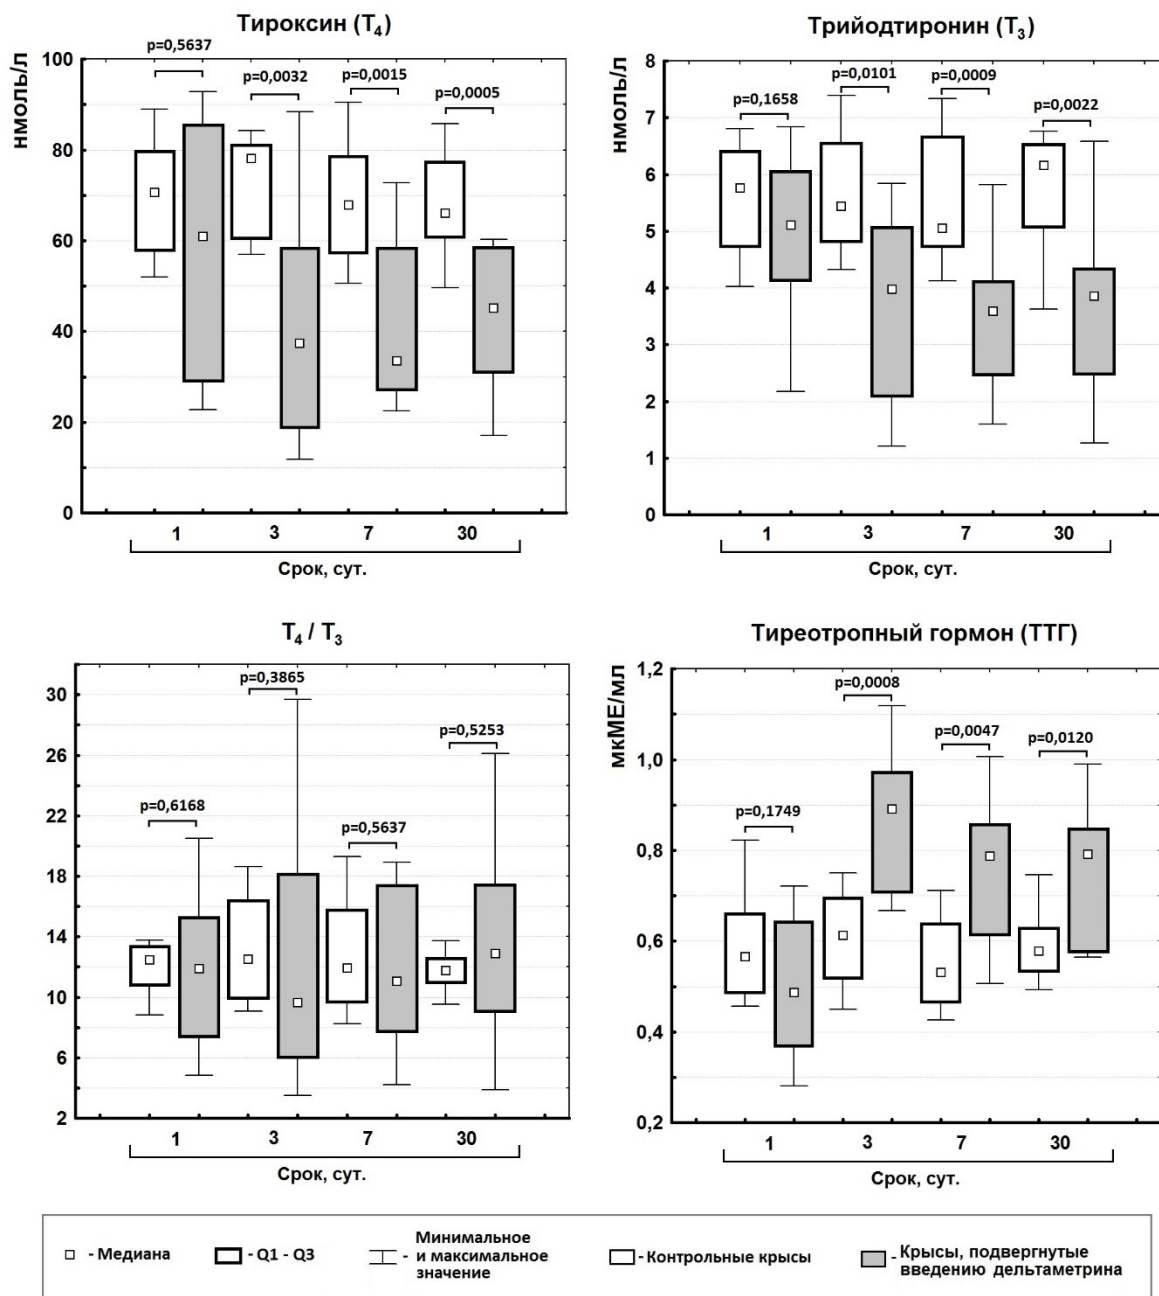 Тироксин (T4)
нмоль/л
100
80
60
40
20
0
p=0,5637
p=0,0032
p=0,0015
p=0,0005
1 3 7 30
Срок, сут.
Трийодтиронин (T3)
нмоль/л
8
7
6
5
4
3
2
1
0
p=0,1658
p=0,0101
p=0,0009
p=0,0022
1 3 7 30
Срок, сут.
T4 / T3
30
26
22
18
14
10
6
2
p=0,6168
p=0,3865
p=0,5637
p=0,5253
1 3 7 30
Срок, сут.
Тиреотропный гормон (ТТГ)
мкМЕ/мл
1,2
1,0
0,8
0,6
0,4
0,2
p=0,1749
p=0,0008
p=0,0047
p=0,0120
1 3 7 30
Срок, сут.
- Медиана
- Q1 - Q3
Минимальное
- и максимальное
значение
- Контрольные крысы
- Крысы, подвергнутые
введению дельтаметрина